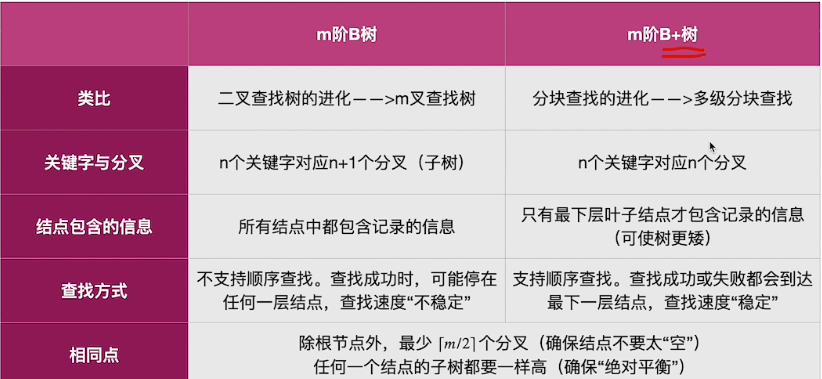 m阶B树
m阶B+树
类比
二叉查找树的进化——>m叉查找树
分块查找的进化——>多级分块查找
关键字与分叉
n个关键字对应n+1个分叉（子树）
n个关键字对应n个分叉
结点包含的信息
所有结点中都包含记录的信息
只有最下层叶子结点才包含记录的信息
（可使树更矮）
查找方式
不支持顺序查找。查找成功时，可能停在
任何一层结点，查找速度“不稳定”
支持顺序查找。查找成功或失败都会到达
最下一层结点，查找速度“稳定”
相同点
除根节点外，最少⌈m/2⌉个分叉（确保结点不要太“空”）
任何一个结点的子树都要一样高（确保“绝对平衡”）